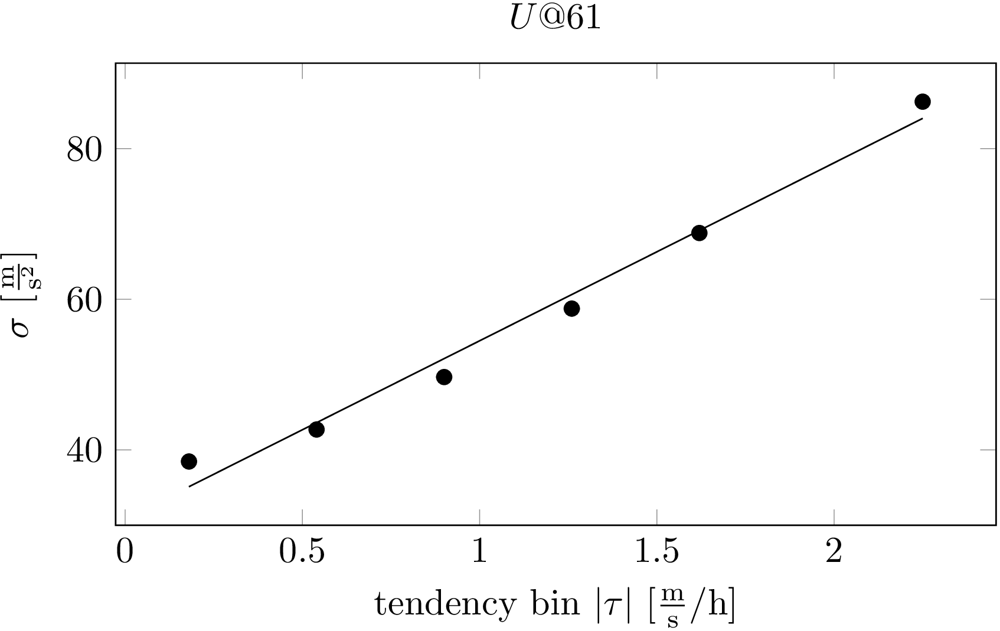 U@61
80
60
40
σ [m/s²]
0 0.5 1 1.5 2
tendency bin |τ| [m/s/h]